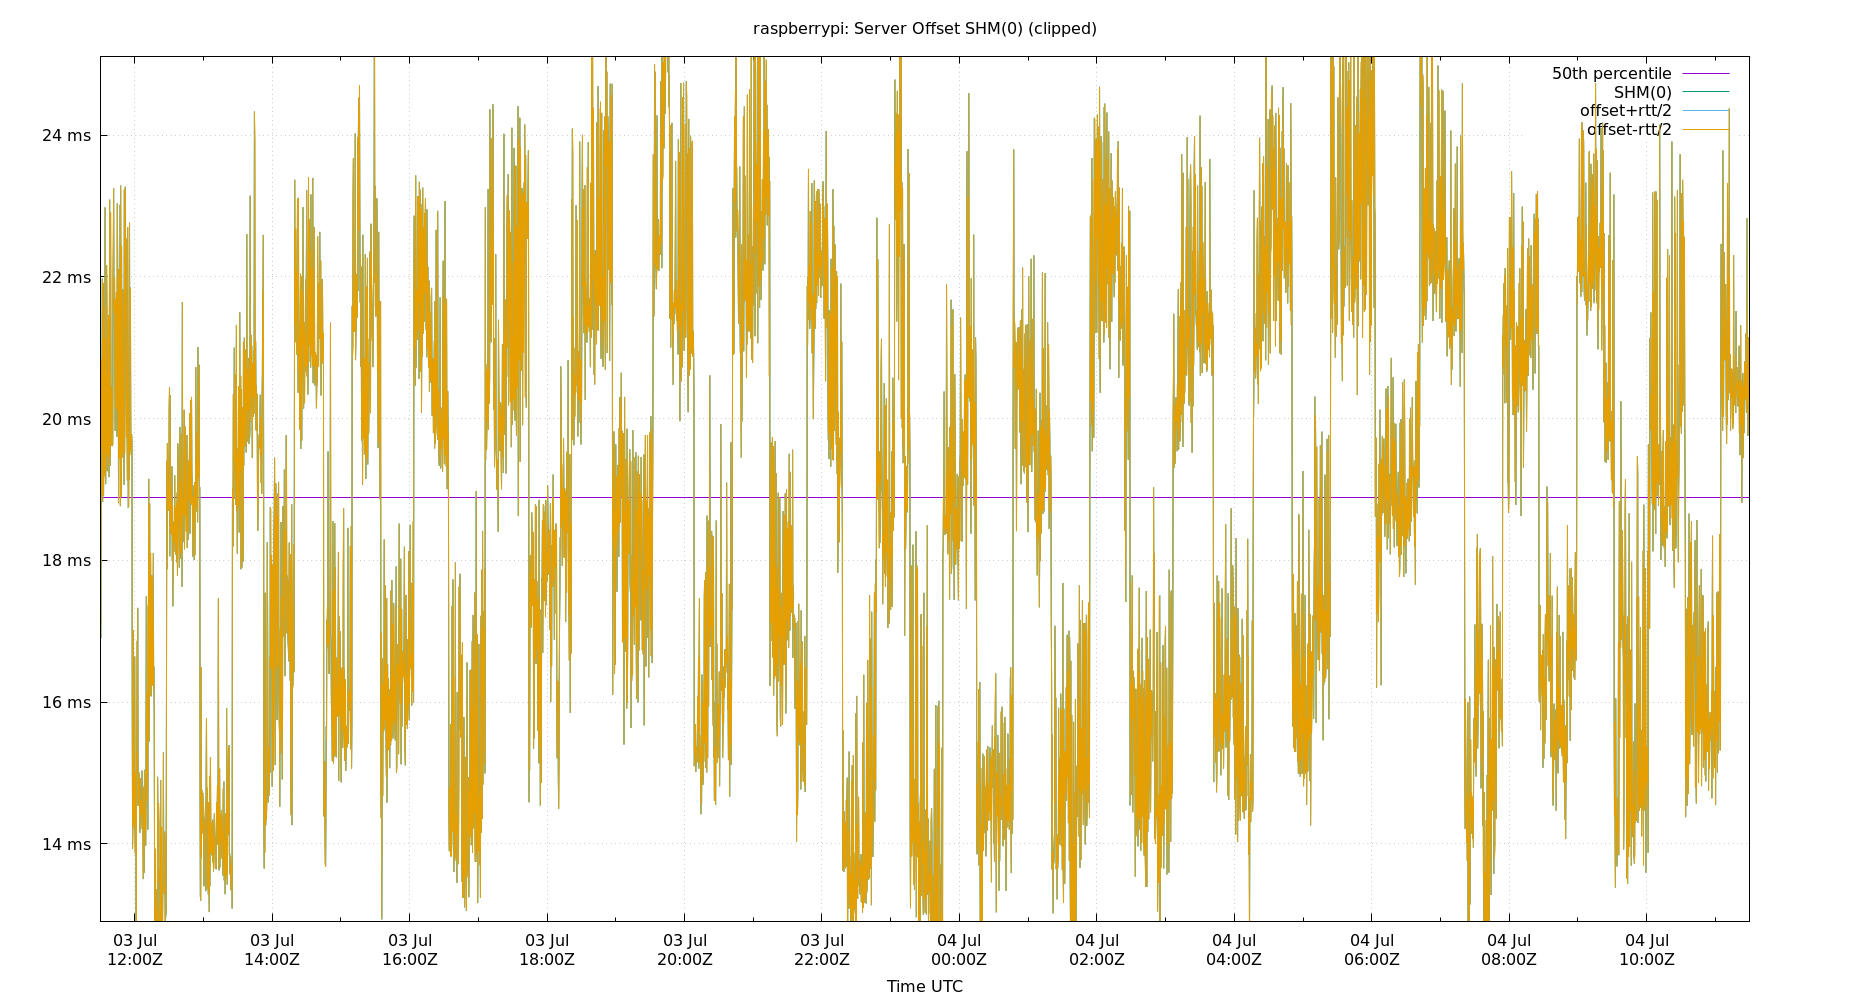 raspberrypi: Server Offset SHM(0) (clipped)
50th percentile
SHM(0)
offset+rtt/2
offset-rtt/2
24 ms
22 ms
20 ms
18 ms
16 ms
14 ms
03 Jul 03 Jul 03 Jul 03 Jul 03 Jul 03 Jul 04 Jul 04 Jul 04 Jul 04 Jul 04 Jul 04 Jul
12:00Z 14:00Z 16:00Z 18:00Z 20:00Z 22:00Z 00:00Z 02:00Z 04:00Z 06:00Z 08:00Z 10:00Z
Time UTC